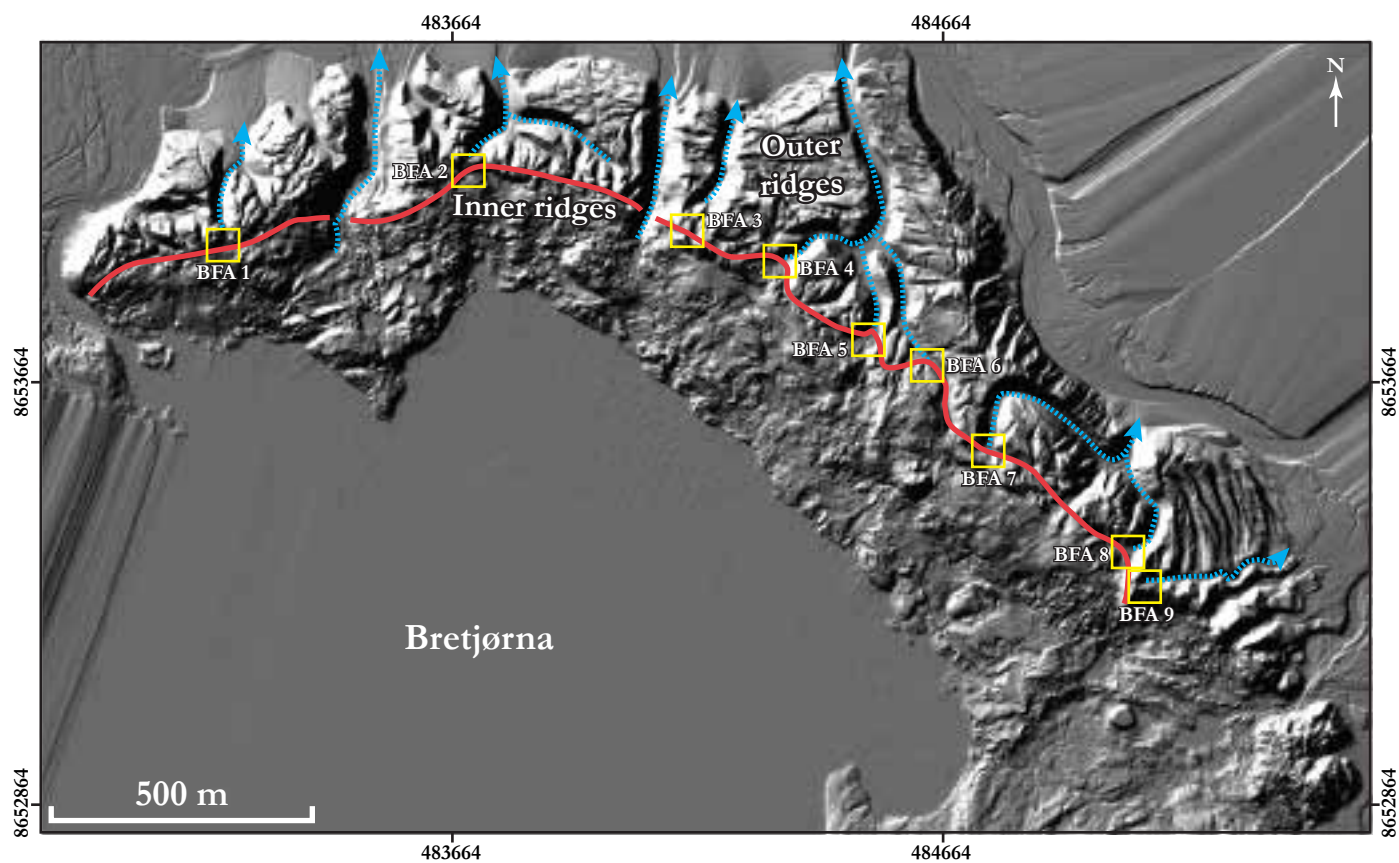 483664
484664
N
Outer
ridges
BFA 2
Inner ridges
BFA 3
BFA 1
BFA 4
BFA 5
BFA 6
8653664
8653664
BFA 7
BFA 8
BFA 9
Bretjørna
500 m
8652864
8652864
483664
484664